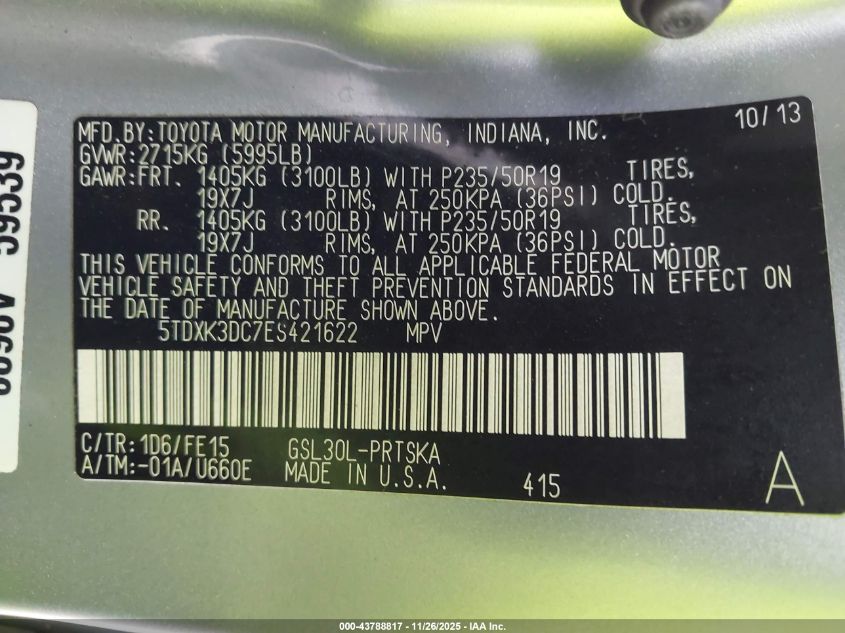 10/13
MFD.BY:TOYOTA MOTOR MANUFACTURING, INDIANA, INC.
GVWR:2715KG (5995LB)
GAWR:FRT. 1405KG (3100LB) WITH P235/50R19 TIRES,
19X7J RIMS, AT 250KPA (36PSI) COLD.
RR. 1405KG (3100LB) WITH P235/50R19 TIRES,
19X7J RIMS, AT 250KPA (36PSI) COLD.
THIS VEHICLE CONFORMS TO ALL APPLICABLE FEDERAL MOTOR
VEHICLE SAFETY AND THEFT PREVENTION STANDARDS IN EFFECT ON
THE DATE OF MANUFACTURE SHOWN ABOVE.
5TDXK3DC7ES421622 MPV
C/TR:1D6/FE15 GSL30L-PRTSKA
A/TM:-01A/U660E MADE IN U.S.A. 415 A
59539
000-43788817 - 11/26/2025 - IAA Inc.